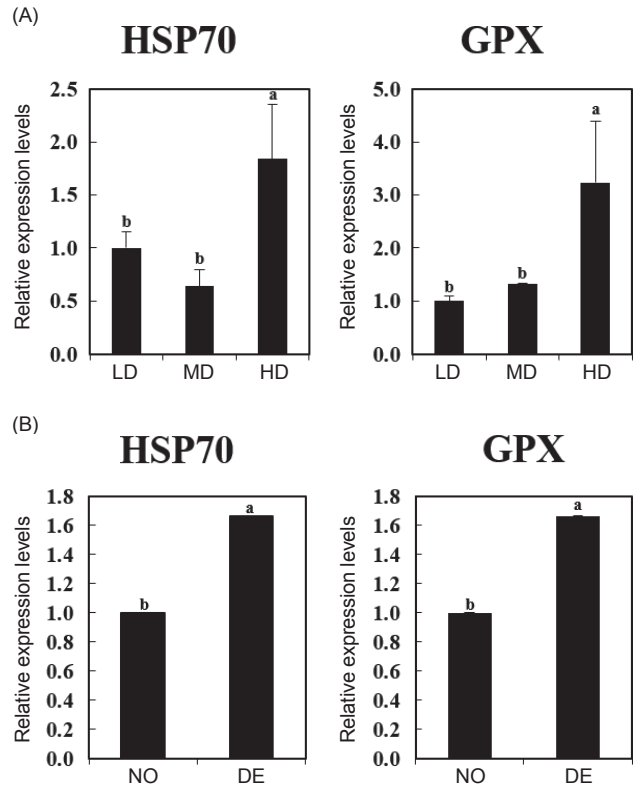 (A)
HSP70
GPX
Relative expression levels
2.5
2.0
1.5
1.0
0.5
0.0
b
b
a
LD
MD
HD
Relative expression levels
5.0
4.0
3.0
2.0
1.0
0.0
b
b
a
LD
MD
HD
(B)
HSP70
GPX
Relative expression levels
1.8
1.6
1.4
1.2
1.0
0.8
0.6
0.4
0.2
0.0
b
a
NO
DE
Relative expression levels
1.8
1.6
1.4
1.2
1.0
0.8
0.6
0.4
0.2
0.0
b
a
NO
DE